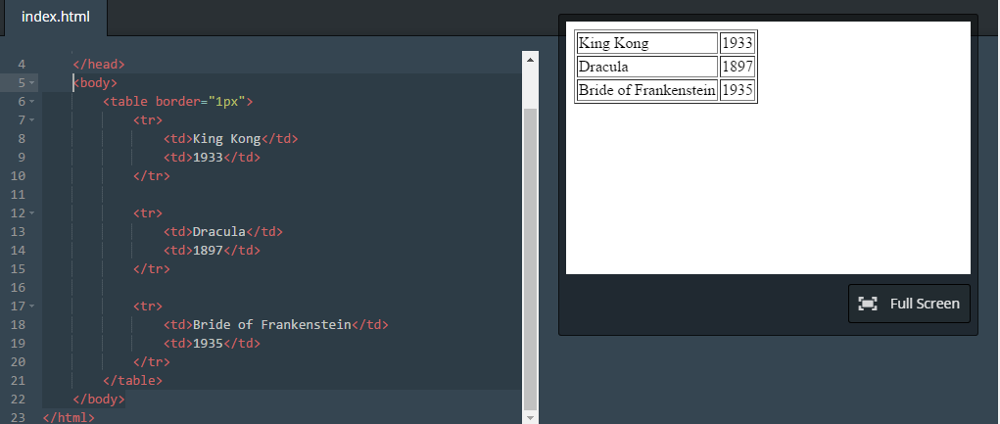 index.html
4 </head>
5 <body>
6 <table border="1px">
7 <tr>
8 <td>King Kong</td>
9 <td>1933</td>
10 </tr>
11
12 <tr>
13 <td>Dracula</td>
14 <td>1897</td>
15 </tr>
16
17 <tr>
18 <td>Bride of Frankenstein</td>
19 <td>1935</td>
20 </tr>
21 </table>
22 </body>
23 </html>
King Kong 1933
Dracula 1897
Bride of Frankenstein 1935
Full Screen